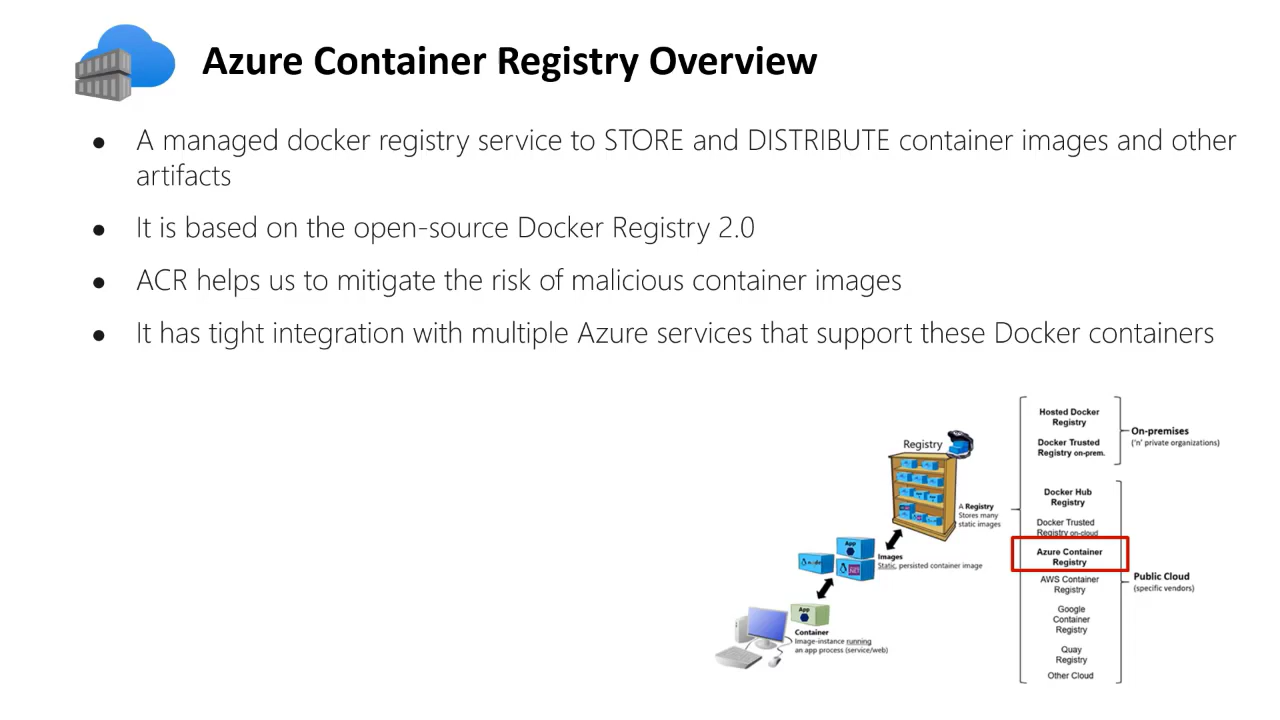 Azure Container Registry Overview
● A managed docker registry service to STORE and DISTRIBUTE container images and other
artifacts
● It is based on the open-source Docker Registry 2.0
● ACR helps us to mitigate the risk of malicious container images
● It has tight integration with multiple Azure services that support these Docker containers
Registry
A Registry
Stores many
static images
App
node
Images
Static, persisted container image
App
Container
Image-instance running
an app process (service/web)
Hosted Docker
Registry
Docker Trusted
Registry on-prem.
On-premises
('n' private organizations)
Docker Hub
Registry
Docker Trusted
Registry on-cloud
Azure Container
Registry
AWS Container
Registry
Google
Container
Registry
Quay
Registry
Other Cloud
Public Cloud
(specific vendors)